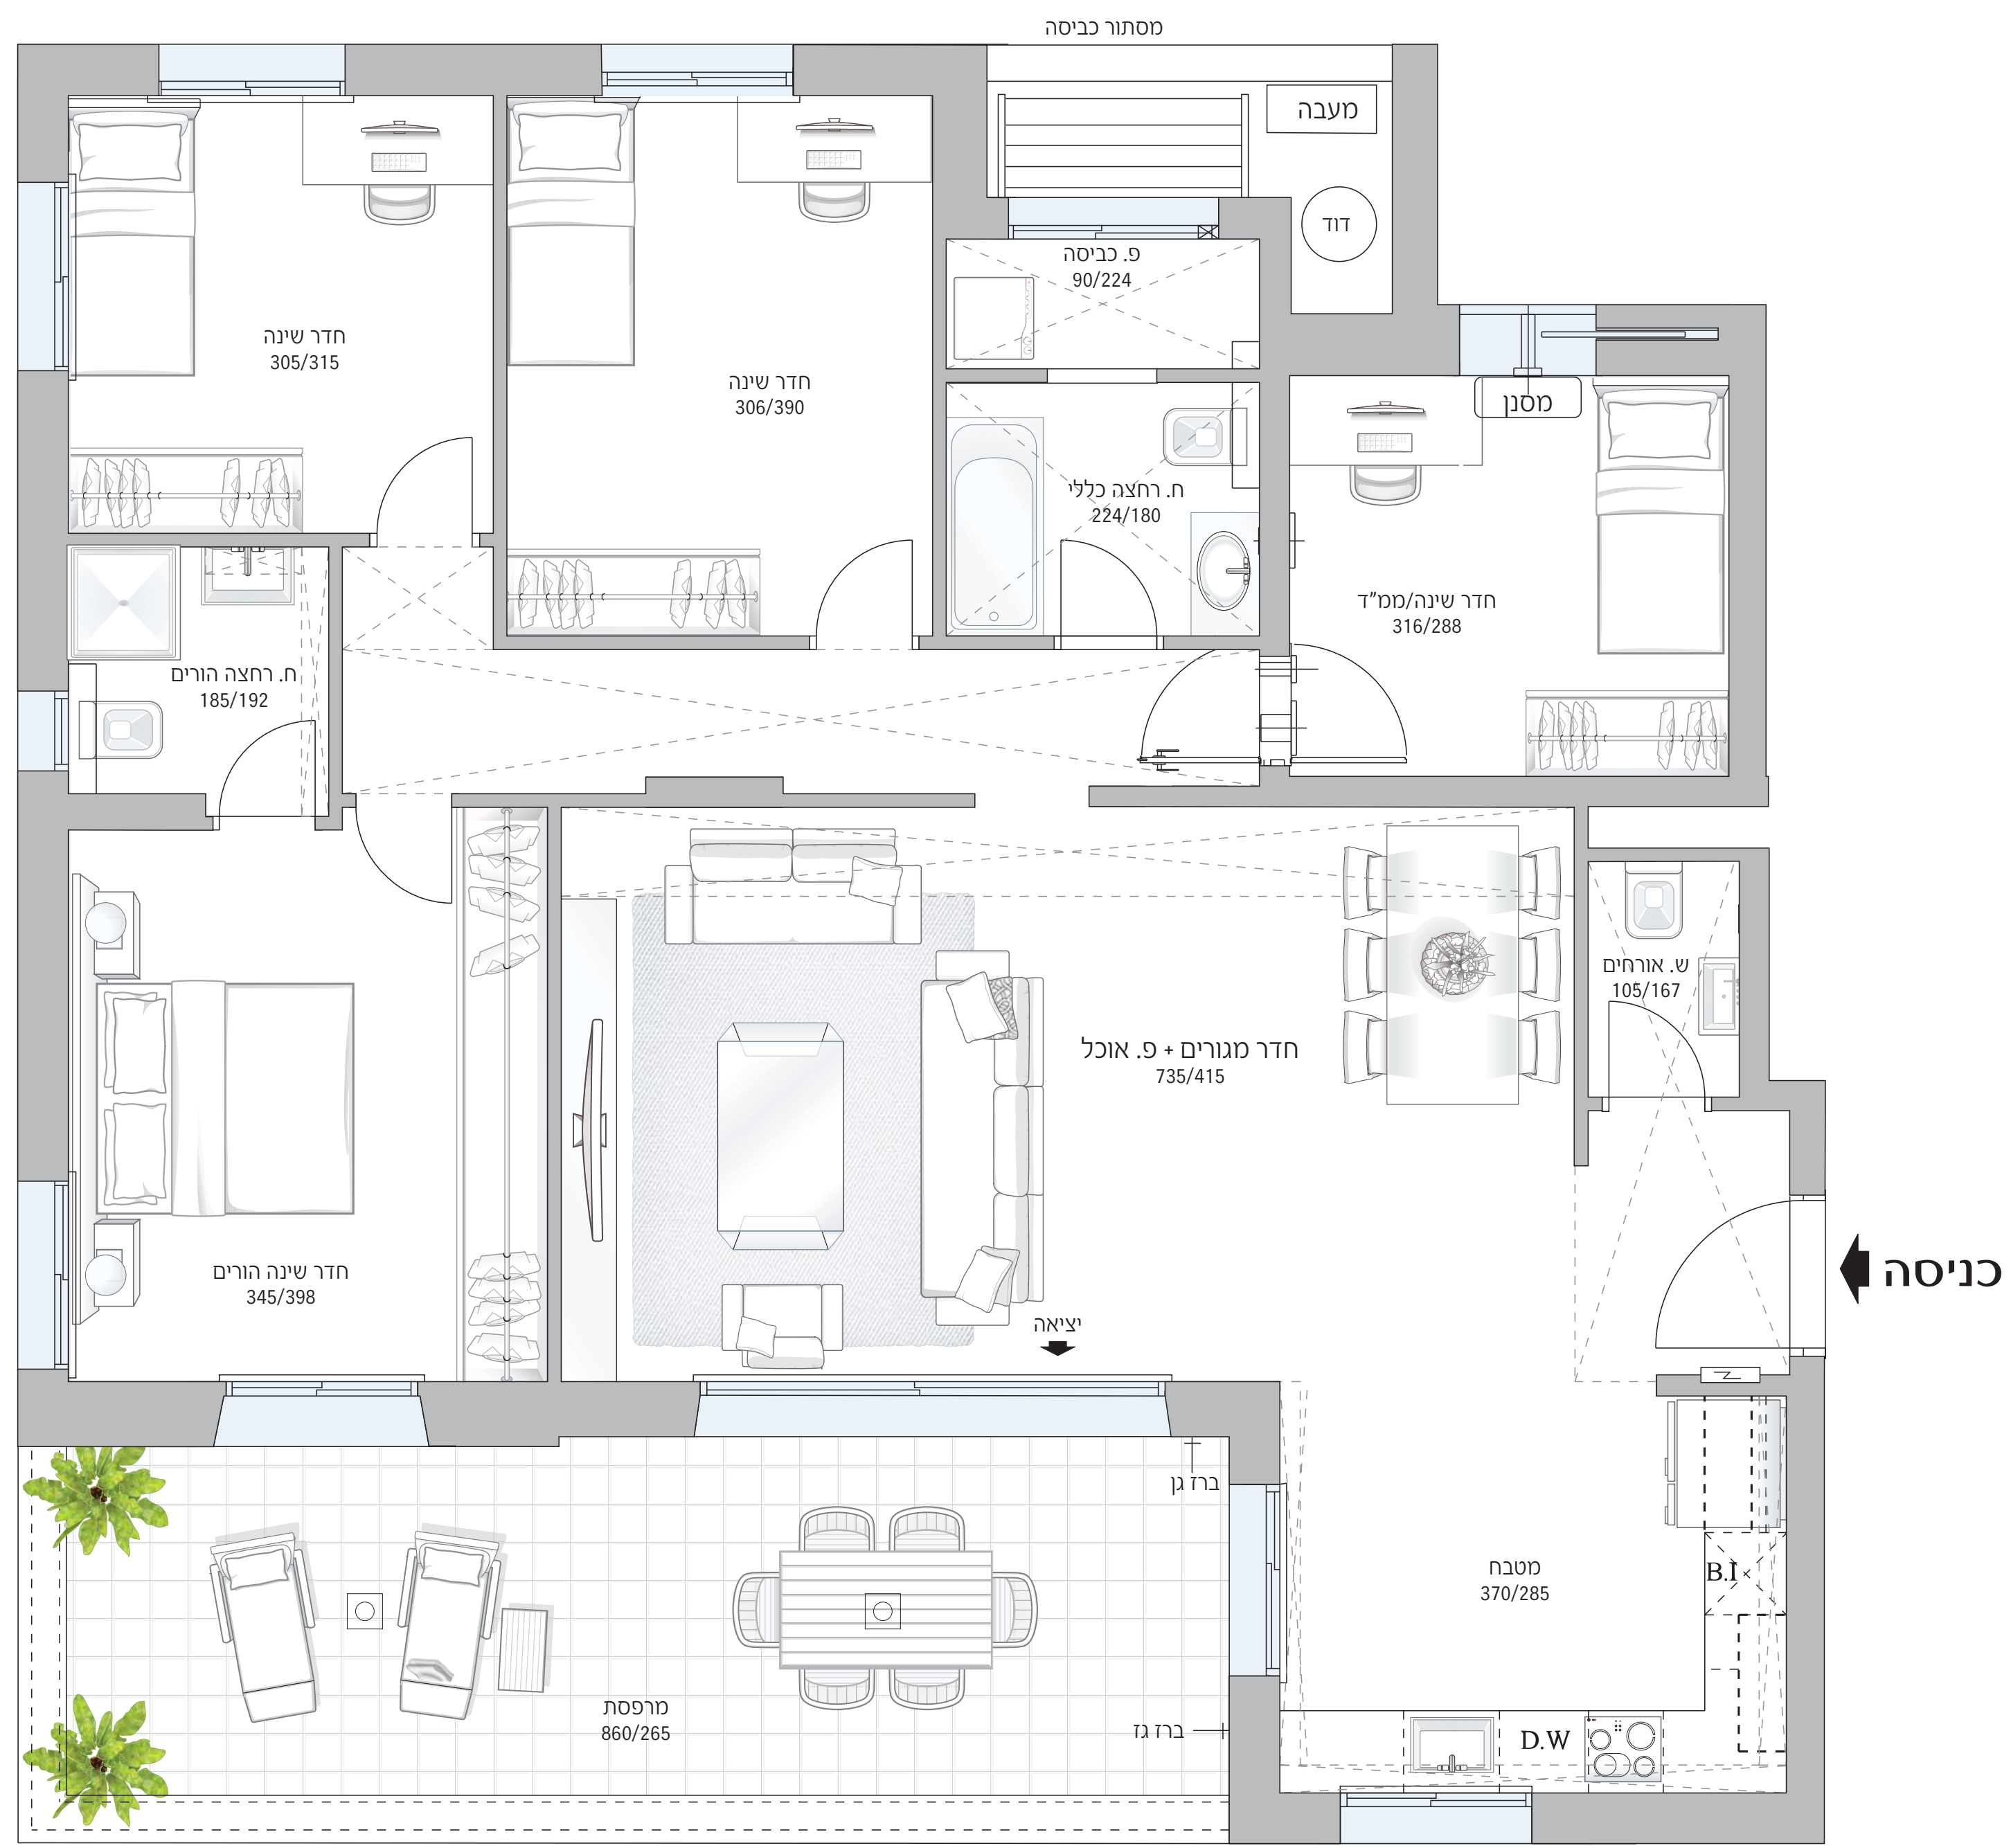 מסתור כביסה
מעבה
דוד
פ. כביסה
90/224
חדר שינה
305/315
חדר שינה
306/390
מסנן
ח. רחצה כללי
224/180
חדר שינה/ממ"ד
316/288
ח. רחצה הורים
185/192
ש. אורחים
105/167
חדר מגורים + פ. אוכל
735/415
חדר שינה הורים
345/398
יציאה
כניסה
ברז גן
מטבח
370/285
B.I
מרפסת
860/265
ברז גז
D.W